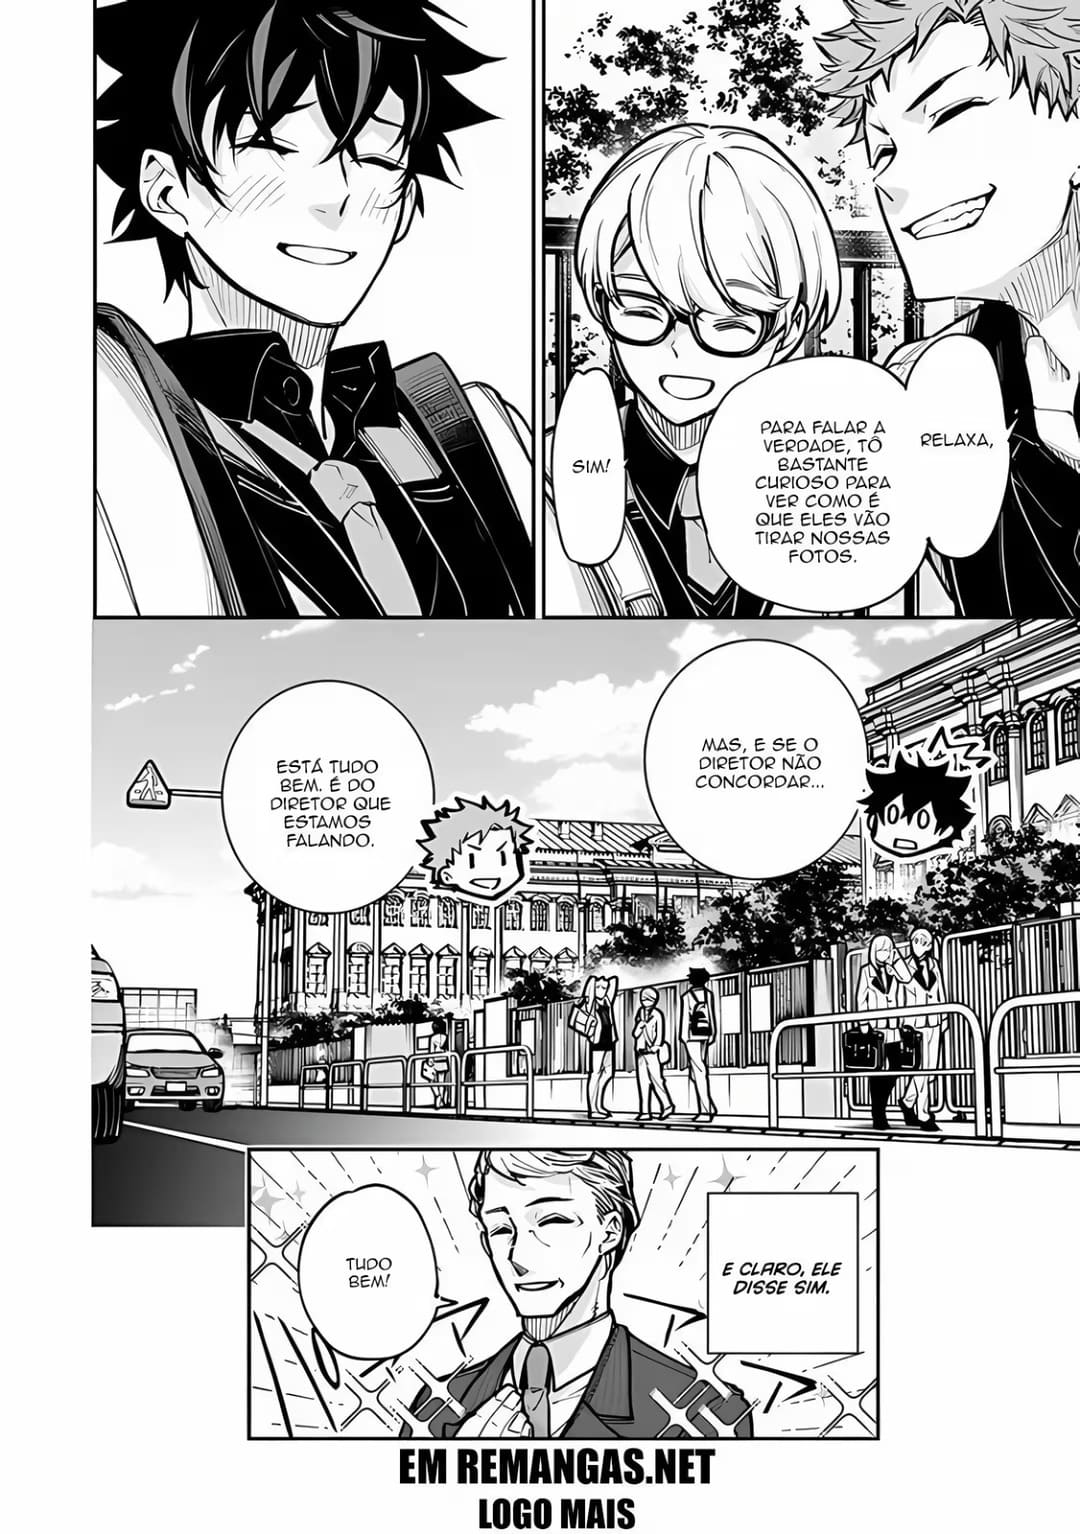 RELAXA,
PARA FALAR A
VERDADE, TÔ
BASTANTE
CURIOSO PARA
VER COMO É
QUE ELES VÃO
TIRAR NOSSAS
FOTOS.
SIM!
MAS, E SE O
DIRETOR NÃO
CONCORDAR...
ESTÁ TUDO
BEM. É DO
DIRETOR QUE
ESTAMOS
FALANDO.
E CLARO, ELE
DISSE SIM.
TUDO
BEM!
EM REMANGAS.NET
LOGO MAIS